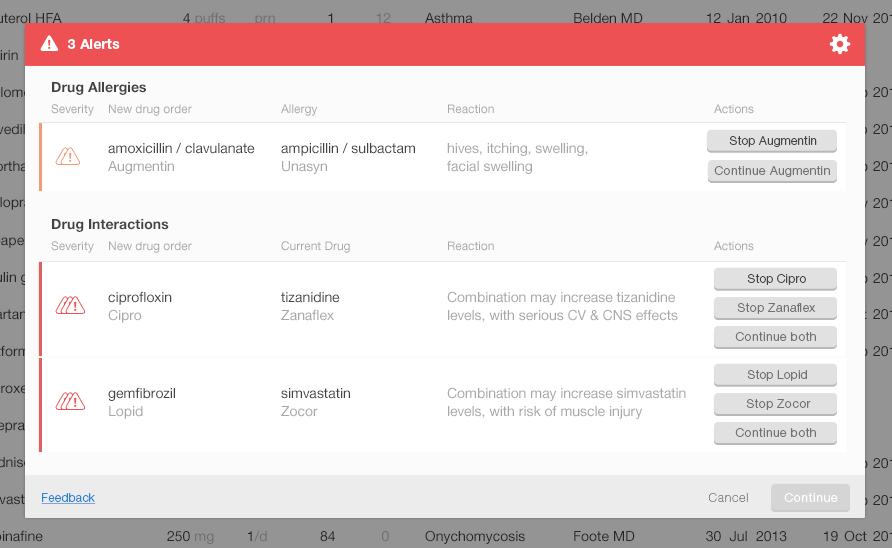 uterol HFA 4 puffs prn 1 12 Asthma Belden MD 12 Jan 2010 22 Nov 201
3 Alerts
Drug Allergies
Severity New drug order Allergy Reaction Actions
amoxicillin / clavulanate ampicillin / sulbactam hives, itching, swelling, Stop Augmentin
Augmentin Unasyn facial swelling Continue Augmentin
Drug Interactions
Severity New drug order Current Drug Reaction Actions
Stop Cipro
ciprofloxin tizanidine Combination may increase tizanidine Stop Zanaflex
Cipro Zanaflex levels, with serious CV & CNS effects
Continue both
Stop Lopid
gemfibrozil simvastatin Combination may increase simvastatin Stop Zocor
Lopid Zocor levels, with risk of muscle injury
Continue both
Feedback Cancel Continue
binafine 250 mg 1/d 84 0 Onychomycosis Foote MD 30 Jul 2013 19 Oct 201